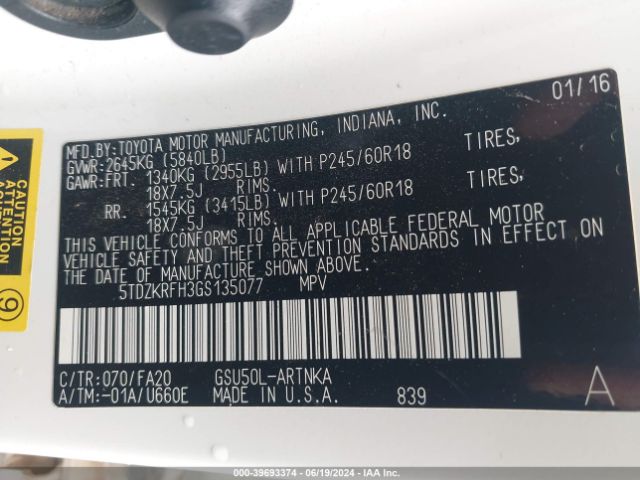 01/16
MFD.BY:TOYOTA MOTOR MANUFACTURING, INDIANA, INC.
GVWR:2645KG (5840LB)
GAWR:FRT. 1340KG (2955LB) WITH P245/60R18 TIRES,
18X7.5J RIMS.
RR. 1545KG (3415LB) WITH P245/60R18 TIRES,
18X7.5J RIMS.
THIS VEHICLE CONFORMS TO ALL APPLICABLE FEDERAL MOTOR
VEHICLE SAFETY AND THEFT PREVENTION STANDARDS IN EFFECT ON
THE DATE OF MANUFACTURE SHOWN ABOVE.
5TDZKRFH3GS135077 MPV
C/TR:070/FA20 GSU50L-ARTNKA
A/TM:-01A/U660E MADE IN U.S.A. 839
A
CAUTION
9
StockID: ~39693374 - 06/19/2024 - IAA Inc.